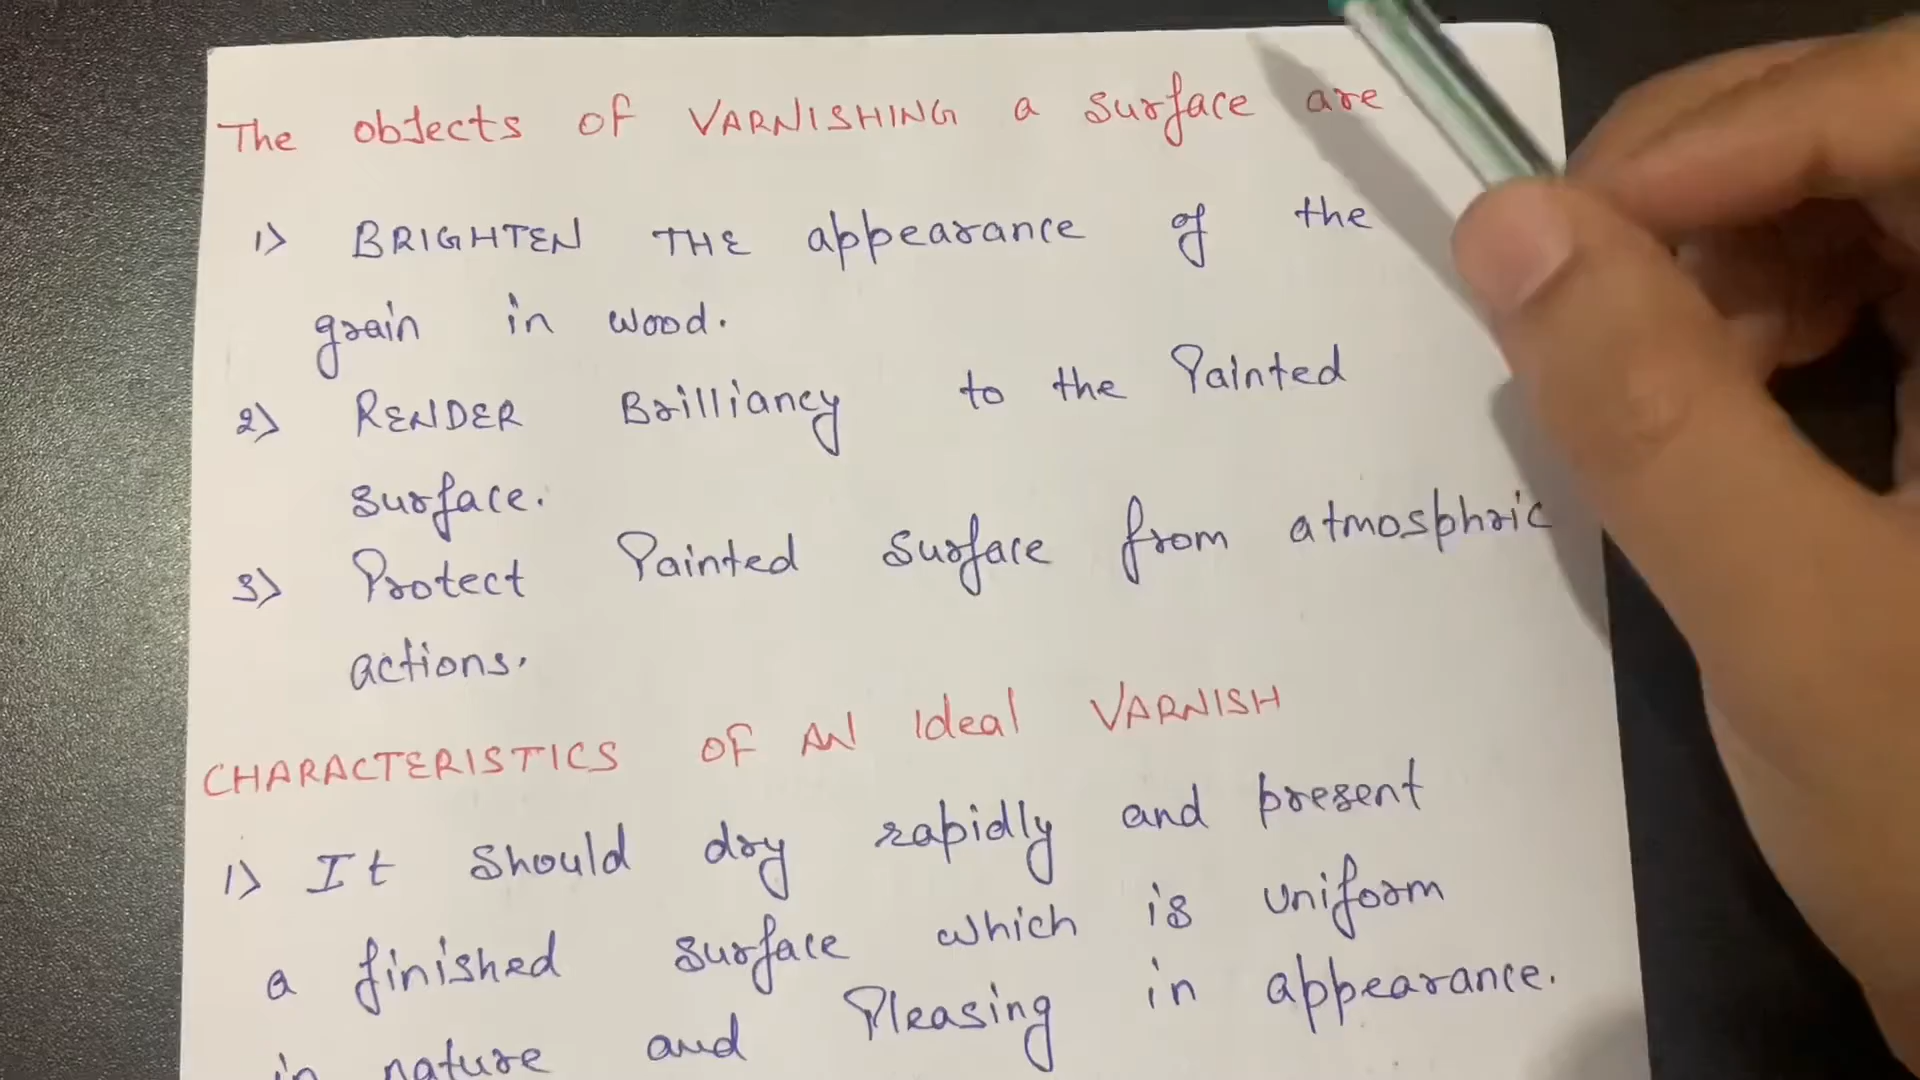 The objects of VARNISHING a surface are
1) BRIGHTEN THE appearance of the
grain in wood.
2) RENDER Brilliancy to the Painted
surface.
3) Protect Painted surface from atmosphric
actions.
CHARACTERISTICS OF AN Ideal VARNISH
1) It should dry rapidly and present
a finished surface which is uniform
in nature and Pleasing in appearance.